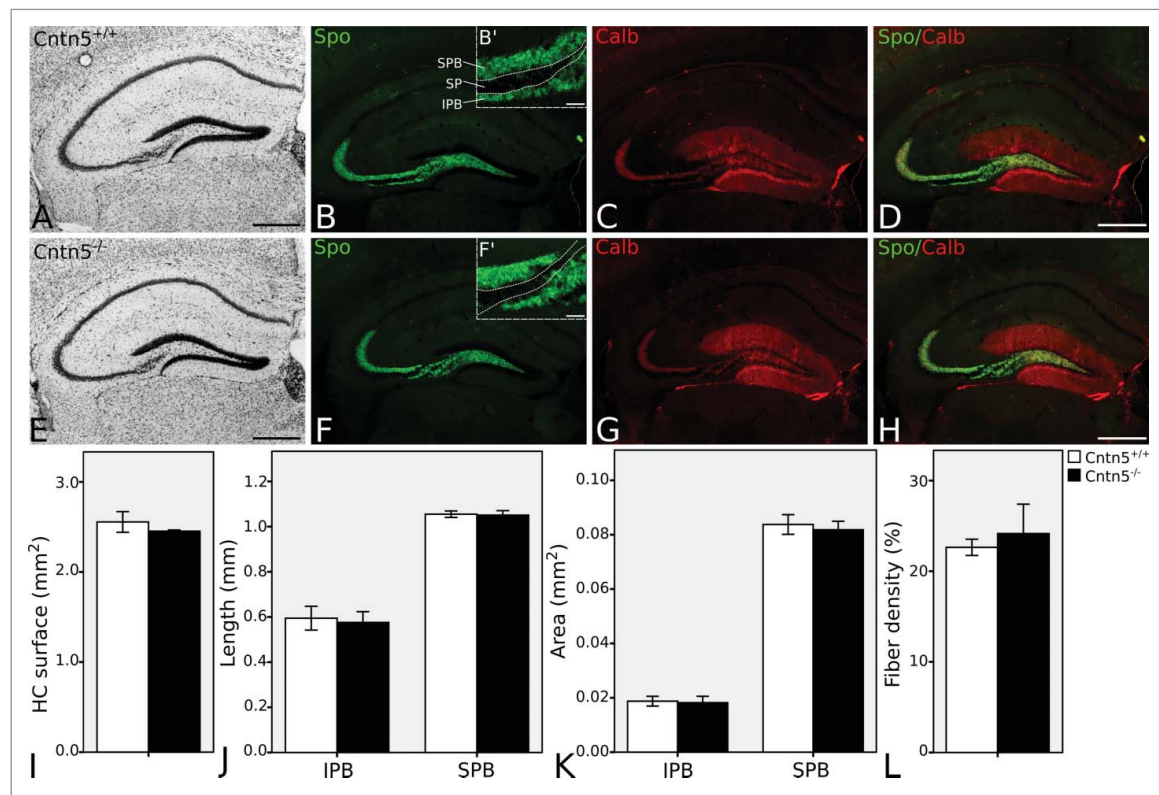 Cntn5+/+
A
Spo
B'
SPB
SP
IPB
B
Calb
C
Spo/Calb
D
Cntn5-/-
E
Spo
F'
F
Calb
G
Spo/Calb
H
HC surface (mm²)
3.0
2.0
1.0
0.0
I
Length (mm)
1.2
1.0
0.6
0.4
0.2
0.0
IPB
SPB
J
Area (mm²)
0.10
0.08
0.06
0.04
0.02
0.00
IPB
SPB
K
Fiber density (%)
30
20
10
0
L
Cntn5+/+
Cntn5-/-